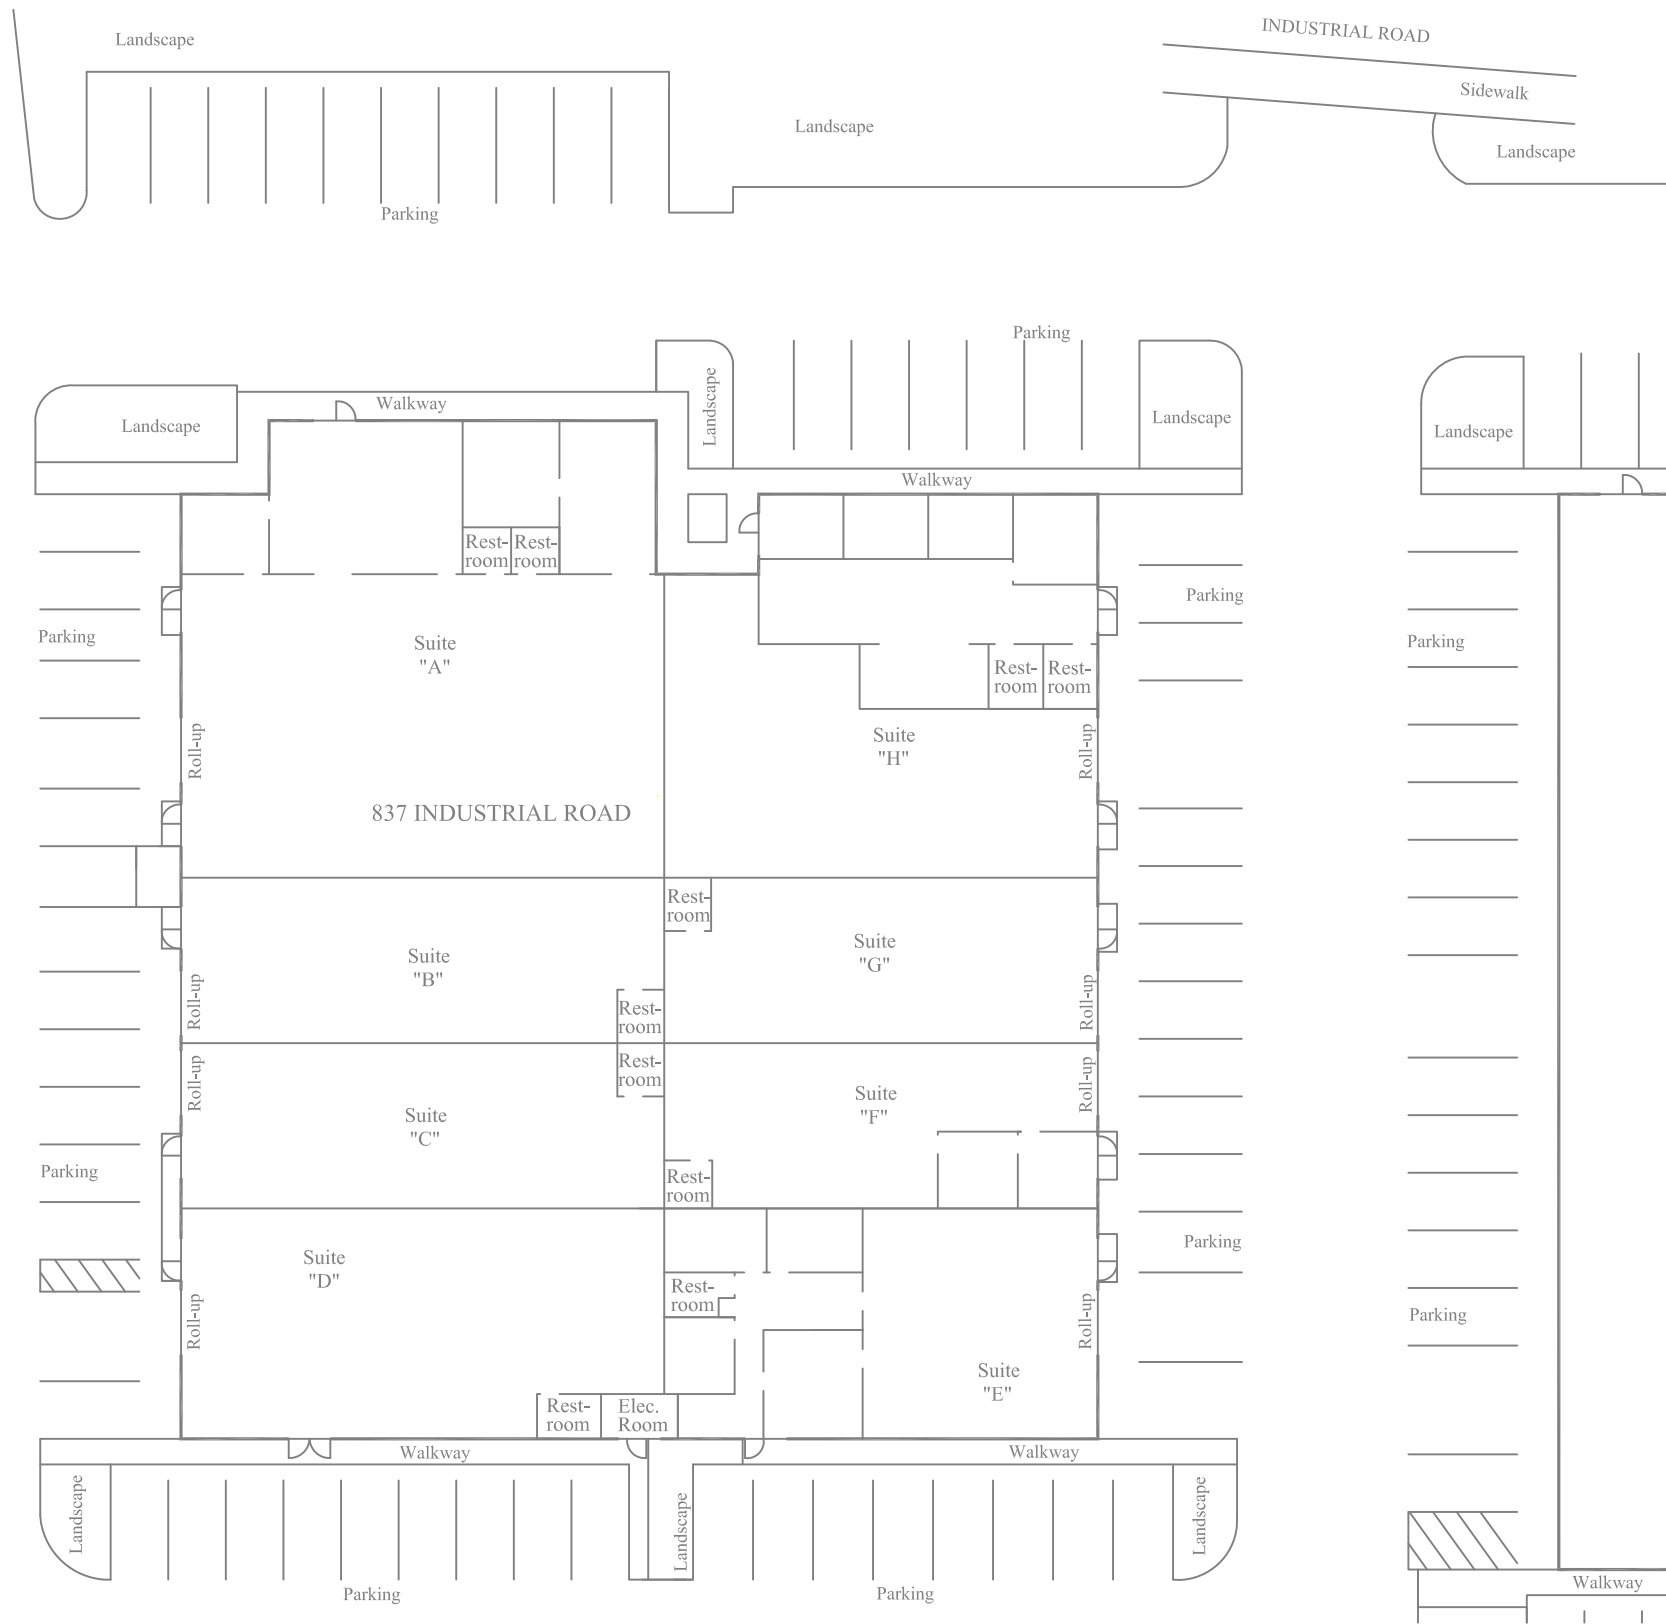 INDUSTRIAL ROAD
Landscape
Sidewalk
Landscape
Landscape
Parking
Parking
Walkway
Landscape
Landscape
Landscape
Landscape
Walkway
Rest-
room
Rest-
room
Parking
Parking
Parking
Suite
"A"
Rest-
room
Rest-
room
Roll-up
Suite
"H"
Roll-up
837 INDUSTRIAL ROAD
Rest-
room
Suite
"B"
Suite
"G"
Roll-up
Rest-
room
Roll-up
Roll-up
Rest-
room
Suite
"C"
Suite
"F"
Roll-up
Parking
Rest-
room
Suite
"D"
Parking
Rest-
room
Roll-up
Roll-up
Parking
Suite
"E"
Rest-
room
Elec.
Room
Walkway
Walkway
Landscape
Landscape
Landscape
Parking
Parking
Walkway